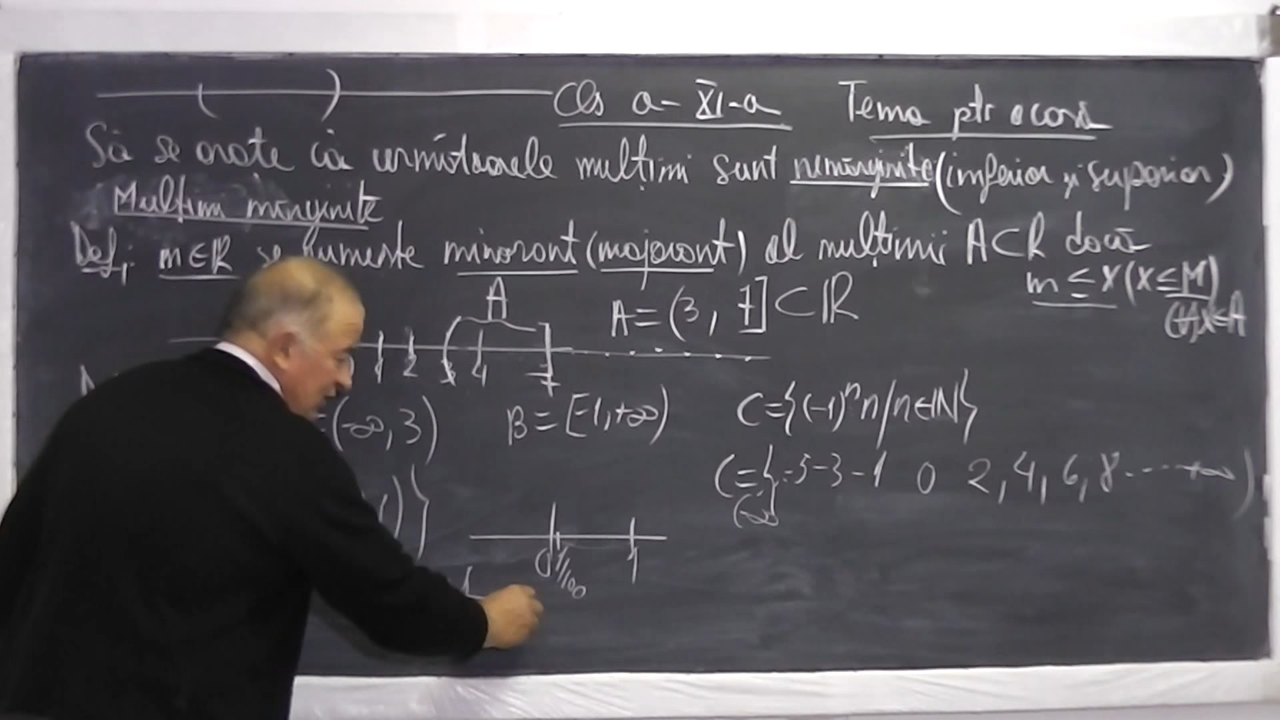 Cls a-XI-a Tema ptr acasă
Să se arate că următoarele mulțimi sunt nemărginite (inferior și superior)
Mulțimi mărginite
Def: m∈ℝ se numește minorant (majorant) al mulțimii A⊂ℝ dacă
m ≤ x (x ≤ M)
(∀)x∈A
A
A=(3, 7]⊂ℝ
1 2 3 4 7
=(-∞, 3) B=[-1,+∞) C={(-1)ⁿn/n∈ℕ}
C={..-5-3-1 0 2,4,6,8.....+∞)
(-∞
)}
0 1/100 1